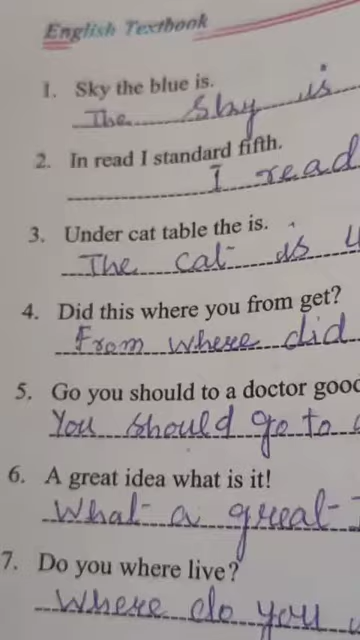 English Textbook
1. Sky the blue is.
The Sky is
2. In read I standard fifth.
I read
3. Under cat table the is.
The cat is
4. Did this where you from get?
From where did
5. Go you should to a doctor good
You should go to
6. A great idea what is it!
What a great
7. Do you where live?
Where do you